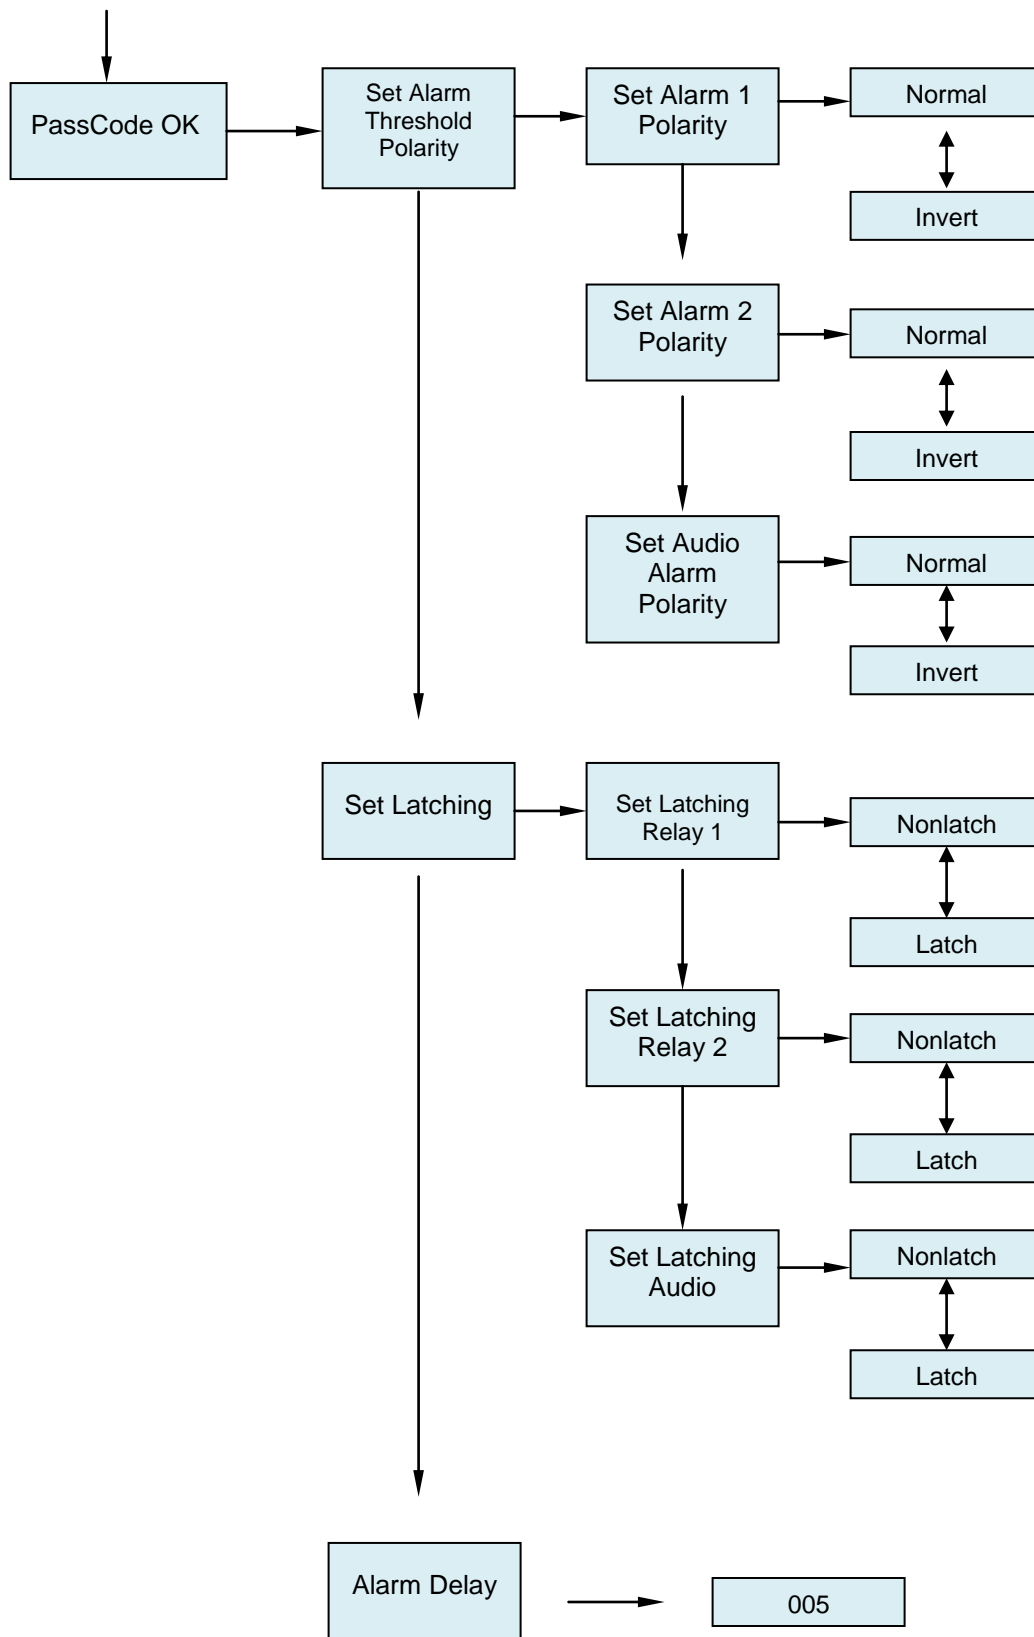 PassCode OK
Set Alarm
Threshold
Polarity
Set Alarm 1
Polarity
Normal
Invert
Set Alarm 2
Polarity
Normal
Invert
Set Audio
Alarm
Polarity
Normal
Invert
Set Latching
Set Latching
Relay 1
Nonlatch
Latch
Set Latching
Relay 2
Nonlatch
Latch
Set Latching
Audio
Nonlatch
Latch
Alarm Delay
005